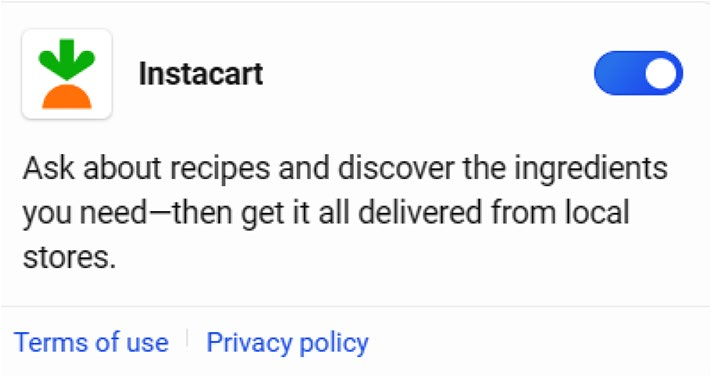 Instacart
Ask about recipes and discover the ingredients
you need—then get it all delivered from local
stores.
Terms of use | Privacy policy